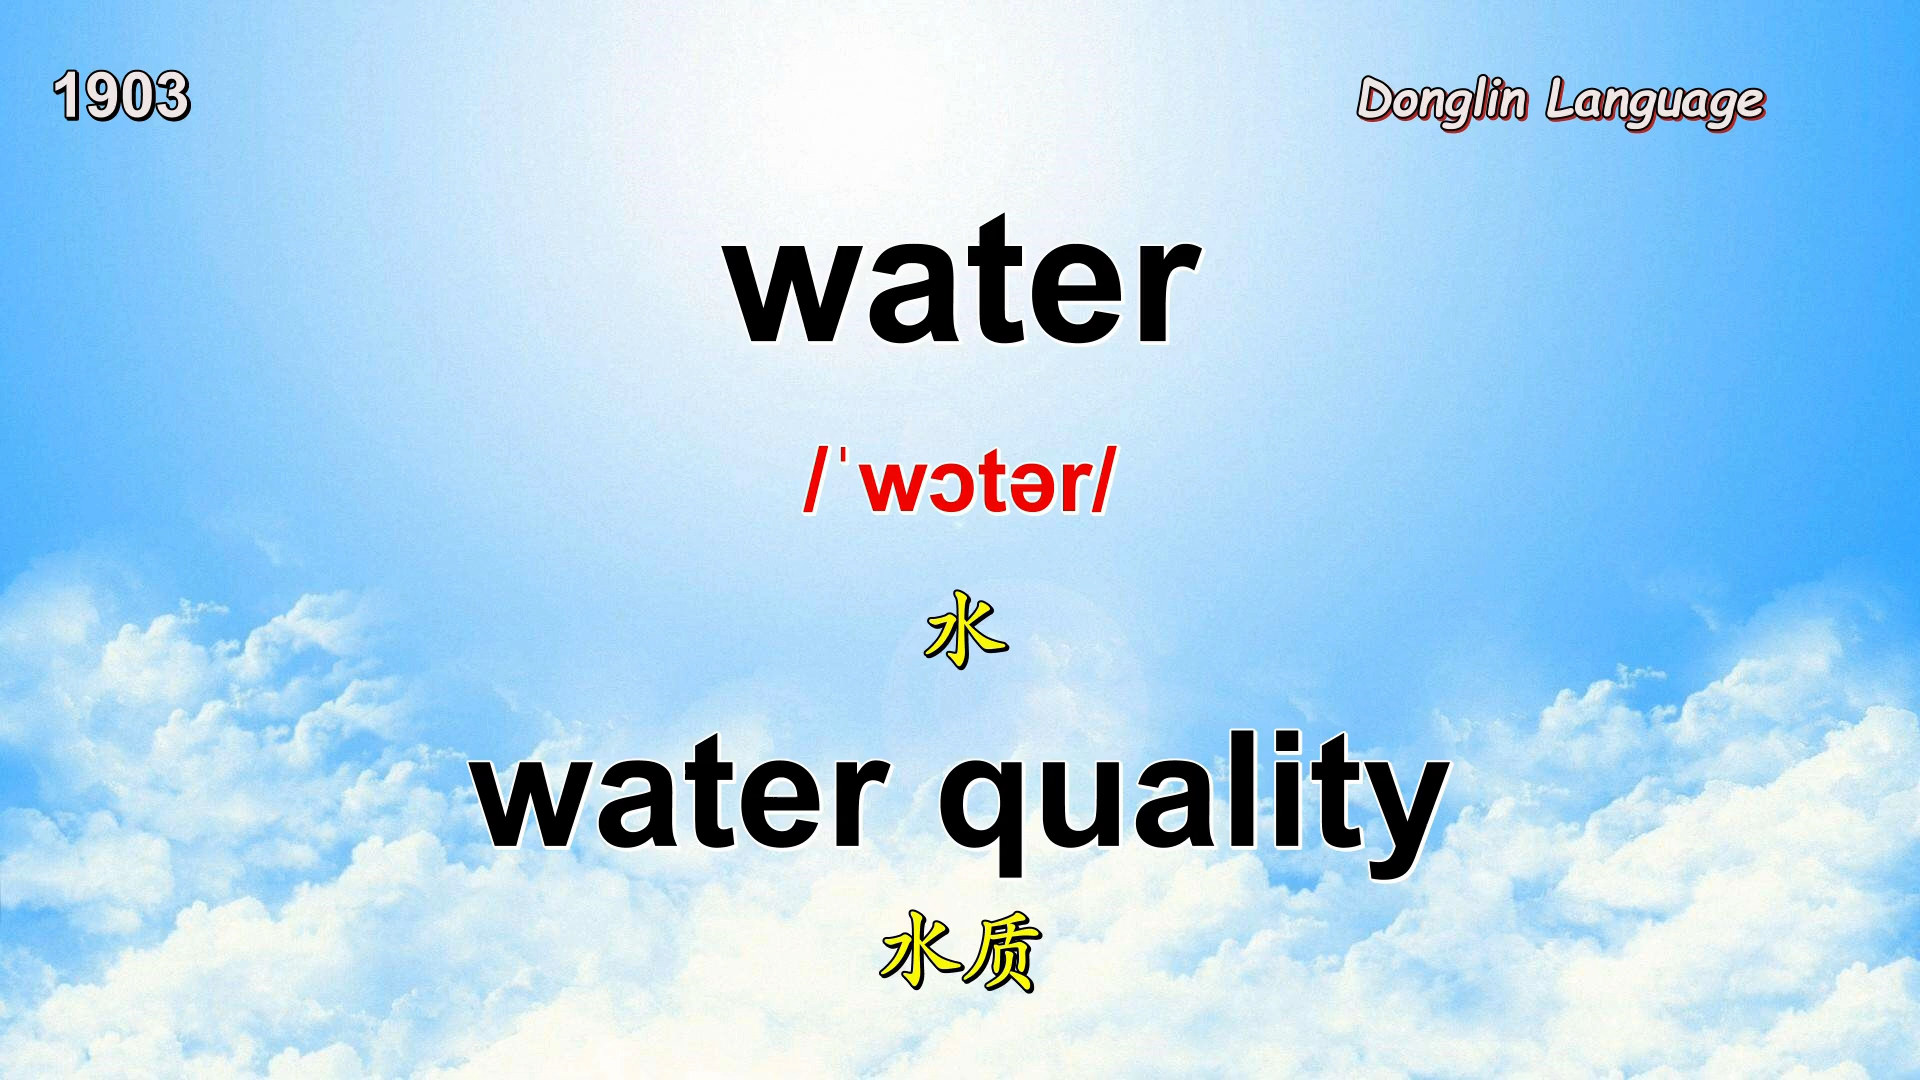 1903
Donglin Language
water
/ˈwɔtər/
水
water quality
水质